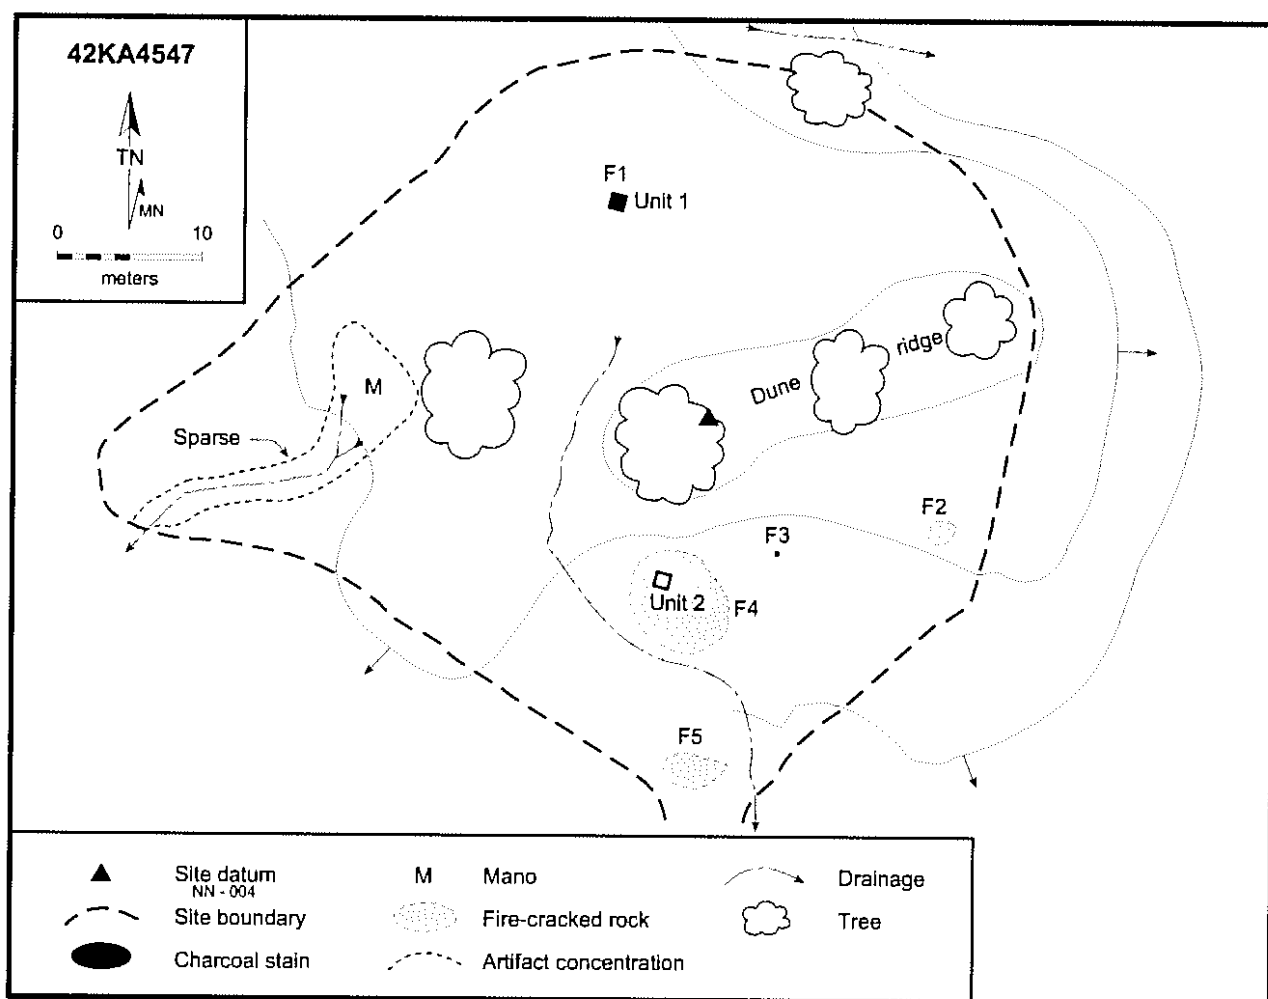 42KA4547
TN
MN
0 10
meters
F1
Unit 1
M
Sparse
Dune ridge
F2
F3
Unit 2
F4
F5
Site datum
NN - 004
Site boundary
Charcoal stain
M Mano
Fire-cracked rock
Artifact concentration
Drainage
Tree